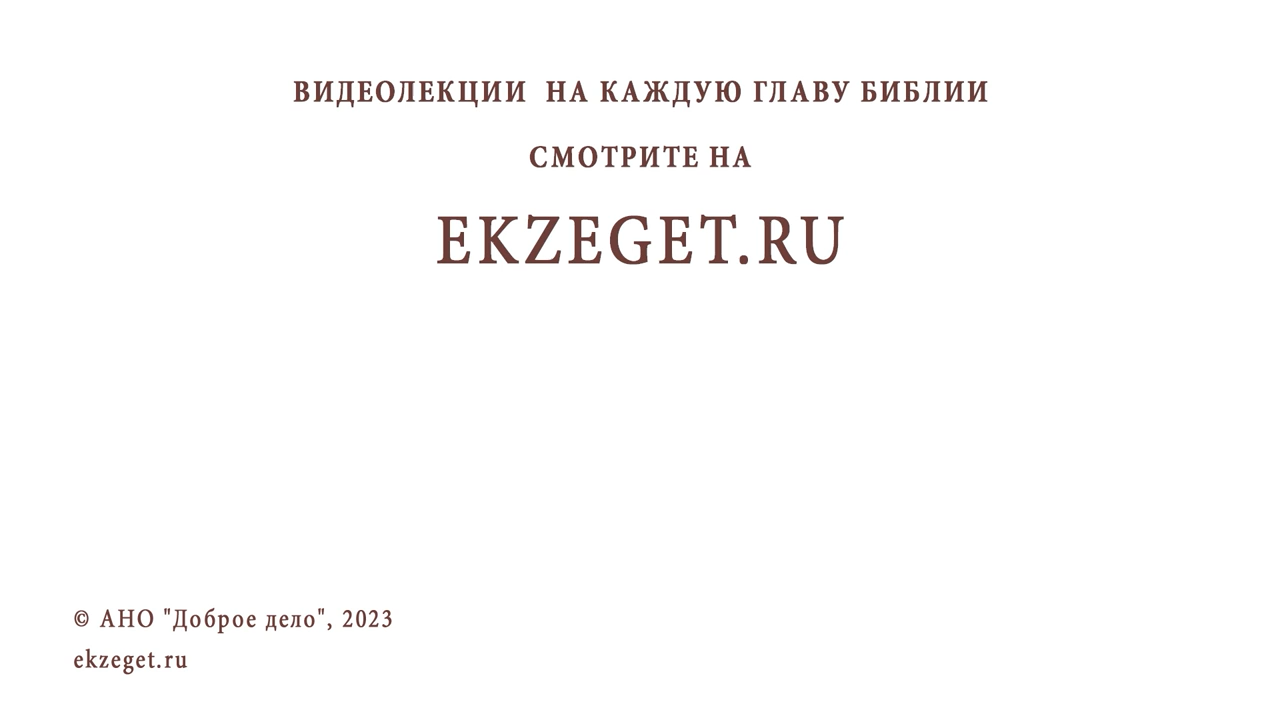 ВИДЕОЛЕКЦИИ НА КАЖДУЮ ГЛАВУ БИБЛИИ
СМОТРИТЕ НА
EKZEGET.RU
© АНО "Доброе дело", 2023
ekzeget.ru